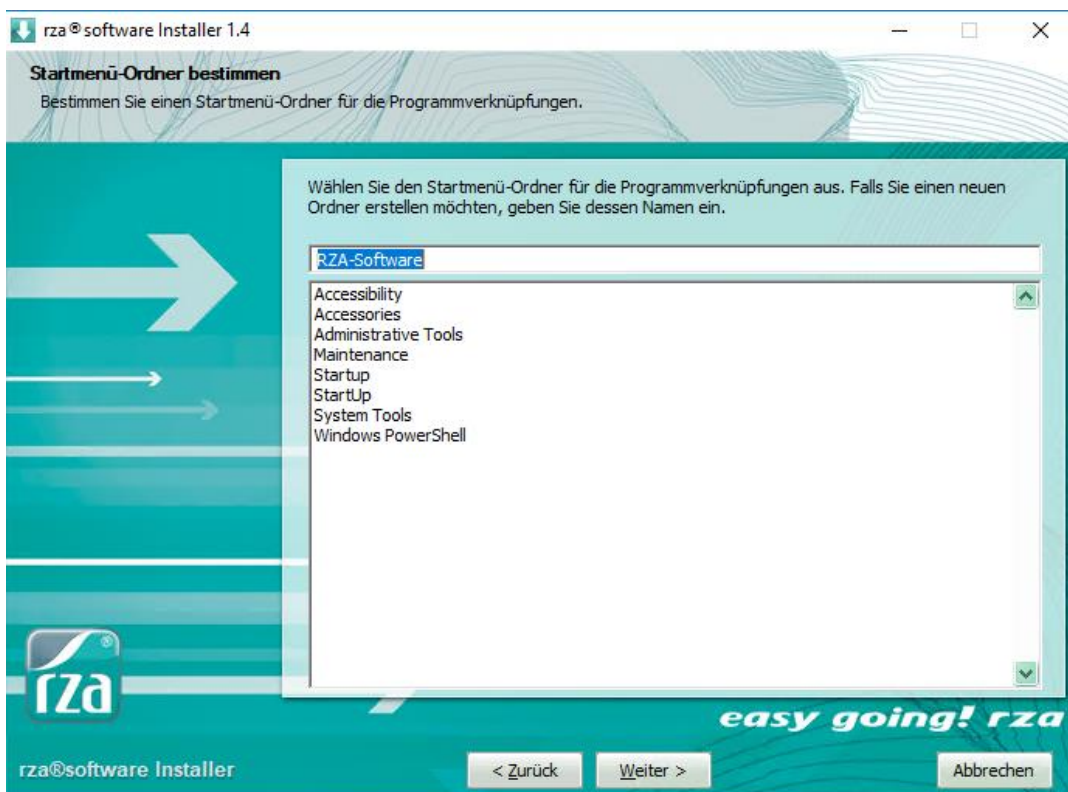 rza®software Installer 1.4
Startmenü-Ordner bestimmen
Bestimmen Sie einen Startmenü-Ordner für die Programmverknüpfungen.
Wählen Sie den Startmenü-Ordner für die Programmverknüpfungen aus. Falls Sie einen neuen
Ordner erstellen möchten, geben Sie dessen Namen ein.
RZA-Software
Accessibility
Accessories
Administrative Tools
Maintenance
Startup
StartUp
System Tools
Windows PowerShell
rza®
easy going! rza
rza®software Installer
< Zurück
Weiter >
Abbrechen